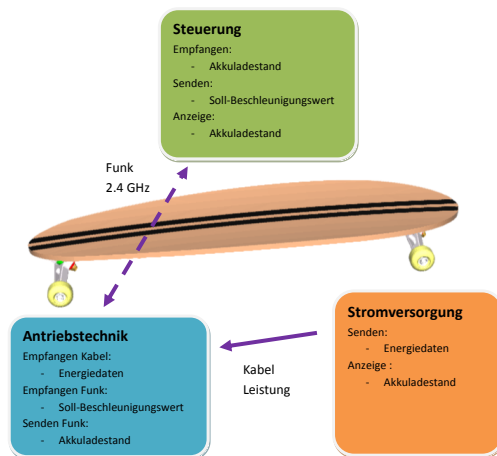 Steuerung
Empfangen:
- Akkuladestand
Senden:
- Soll-Beschleunigungswert
Anzeige:
- Akkuladestand
Funk
2.4 GHz
Antriebstechnik
Empfangen Kabel:
- Energiedaten
Empfangen Funk:
- Soll-Beschleunigungswert
Senden Funk:
- Akkuladestand
Kabel
Leistung
Stromversorgung
Senden:
- Energiedaten
Anzeige :
- Akkuladestand